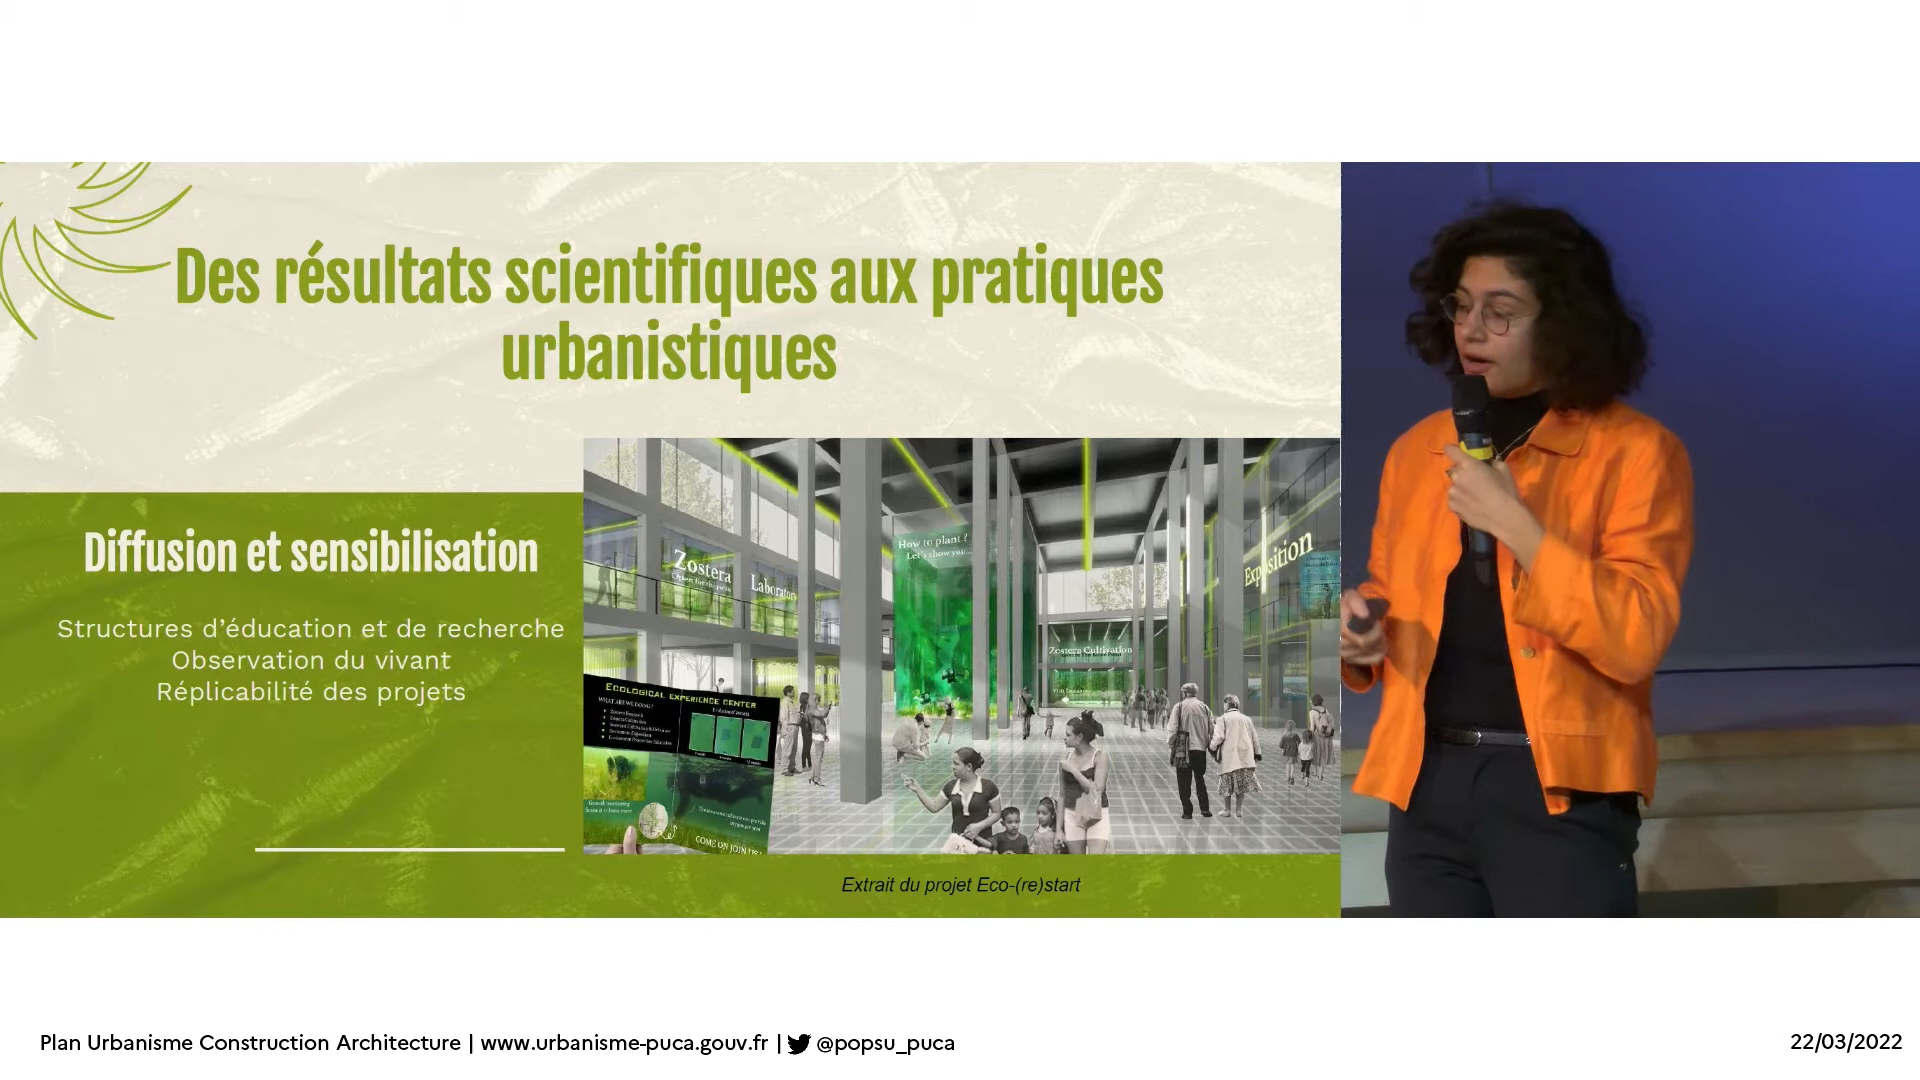 Des résultats scientifiques aux pratiques
urbanistiques
Diffusion et sensibilisation
Structures d'éducation et de recherche
Observation du vivant
Réplicabilité des projets
Zostera
Laboratory
How to plant ?
Let's show you...
Exposition
Zostera Cultivation
ECOLOGICAL EXPERIENCE CENTER
WHAT ARE WE DOING ?
COME ON JOIN US !
Extrait du projet Eco-(re)start
Plan Urbanisme Construction Architecture | www.urbanisme-puca.gouv.fr | @popsu_puca
22/03/2022